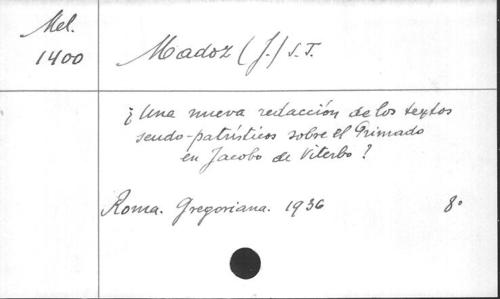 Mel.
1400
Madoz (J.) S.J.
¿Una nueva redacción de los textos
seudo-patrísticos sobre el Primado
en Jacobo de Viterbo?
Roma. Gregoriana. 1936 8º